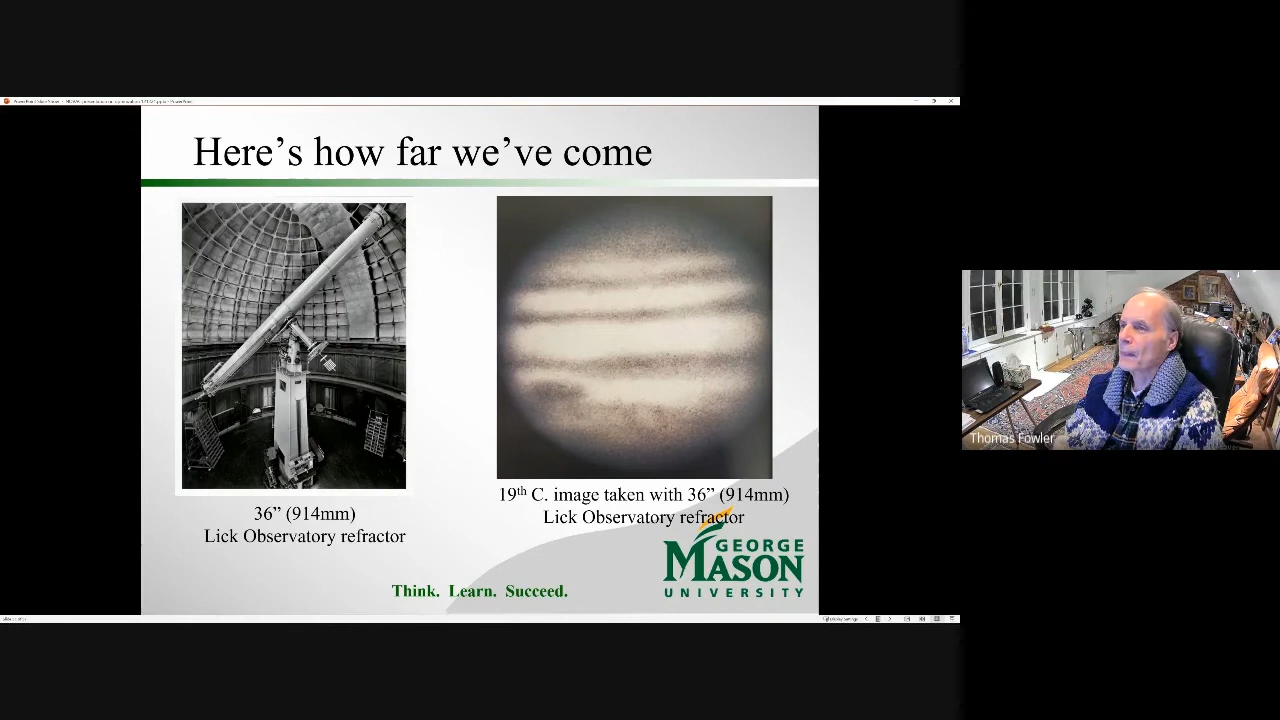 Here's how far we've come
36" (914mm)
Lick Observatory refractor
19th C. image taken with 36" (914mm)
Lick Observatory refractor
GEORGE
MASON
UNIVERSITY
Think. Learn. Succeed.
Thomas Fowler